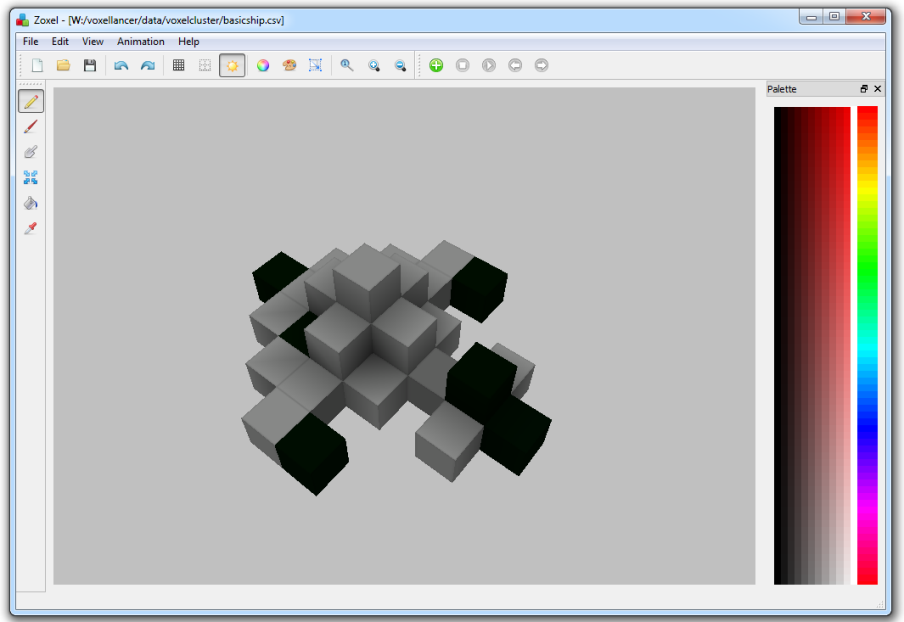 Zoxel - [W:/voxellancer/data/voxelcluster/basicship.csv]
File Edit View Animation Help
Palette